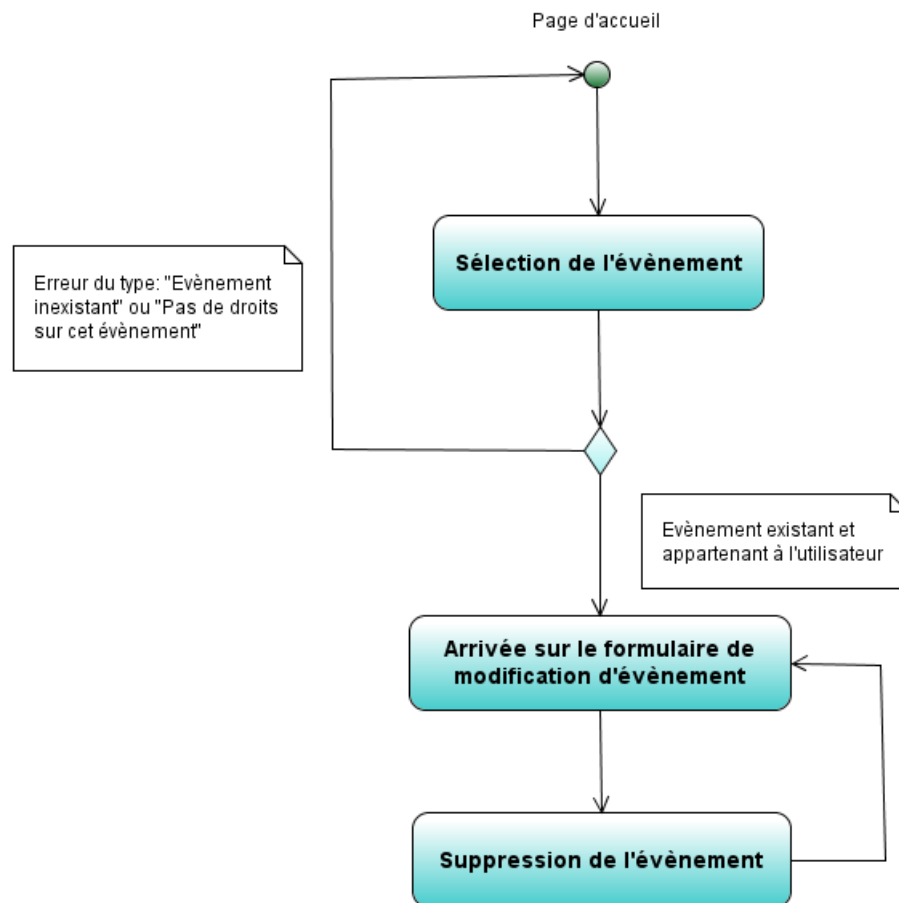 Page d'accueil
Sélection de l'évènement
Erreur du type: "Evènement
inexistant" ou "Pas de droits
sur cet évènement"
Evènement existant et
appartenant à l'utilisateur
Arrivée sur le formulaire de
modification d'évènement
Suppression de l'évènement